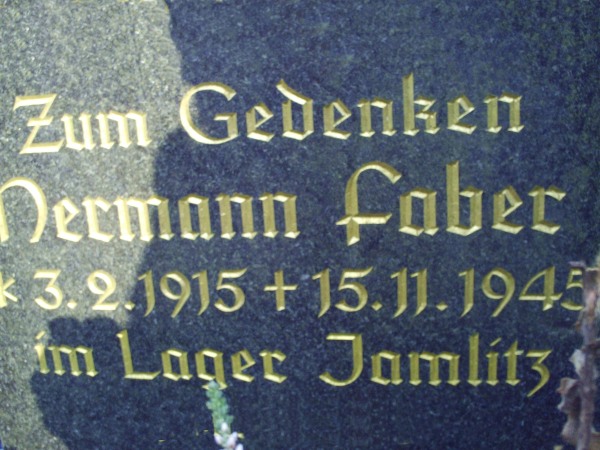 Zum Gedenken
Hermann Faber
* 3.2.1915 + 15.11.1945
im Lager Jamlitz